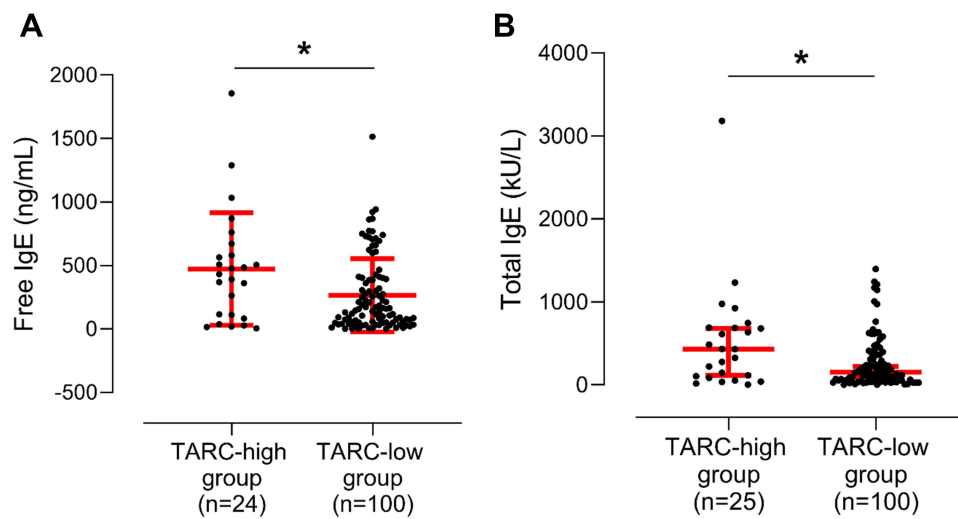 A
*
2000
1500
1000
500
0
-500
Free IgE (ng/mL)
TARC-high
group
(n=24)
TARC-low
group
(n=100)
B
*
4000
3000
2000
1000
0
Total IgE (kU/L)
TARC-high
group
(n=25)
TARC-low
group
(n=100)